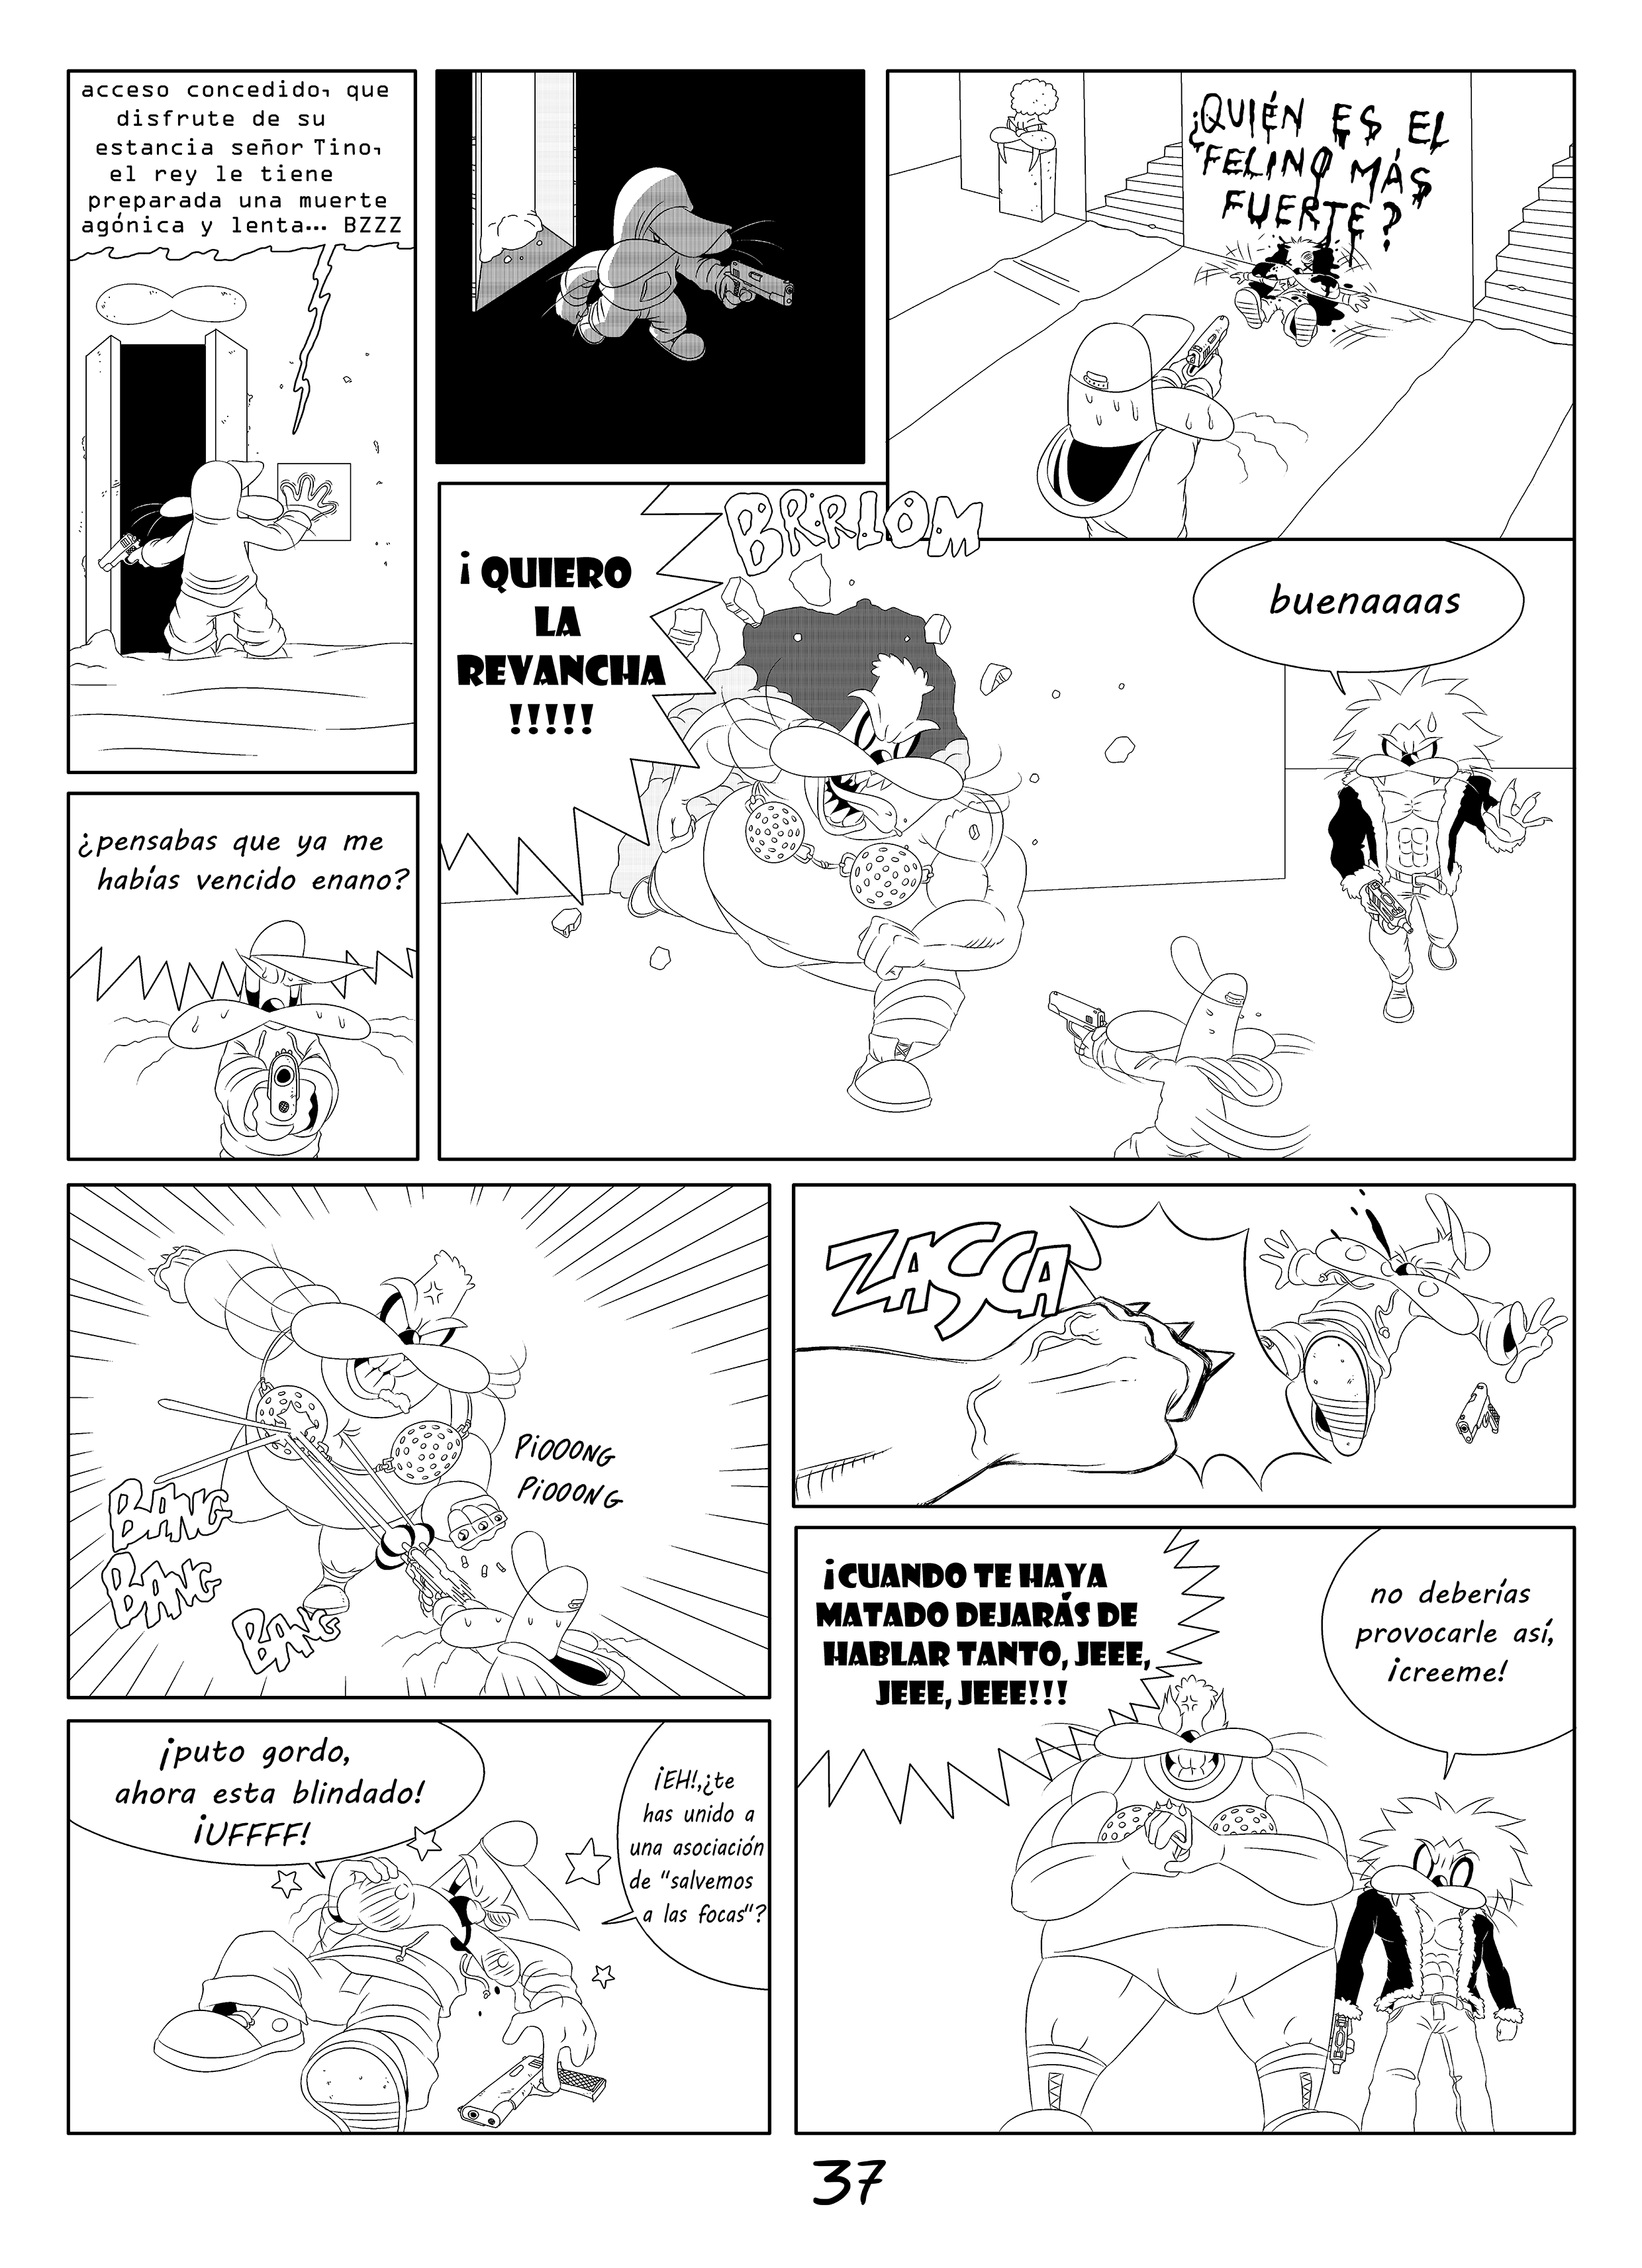 acceso concedido, que
disfrute de su
estancia señor Tino,
el rey le tiene
preparada una muerte
agónica y lenta... BZZZ
¿QUIÉN ES EL
FELINO MÁS
FUERTE?
¿pensabas que ya me
habías vencido enano?
BRRLOM
¡QUIERO
LA
REVANCHA
!!!!!
buenaaaas
BANG
BANG
BANG
PiOOONG
PiOOONG
ZASCA
¡puto gordo,
ahora esta blindado!
¡UFFFF!
¡EH!,¿te
has unido a
una asociación
de "salvemos
a las focas"?
¡CUANDO TE HAYA
MATADO DEJARÁS DE
HABLAR TANTO, JEEE,
JEEE, JEEE!!!
no deberías
provocarle así,
¡creeme!
37